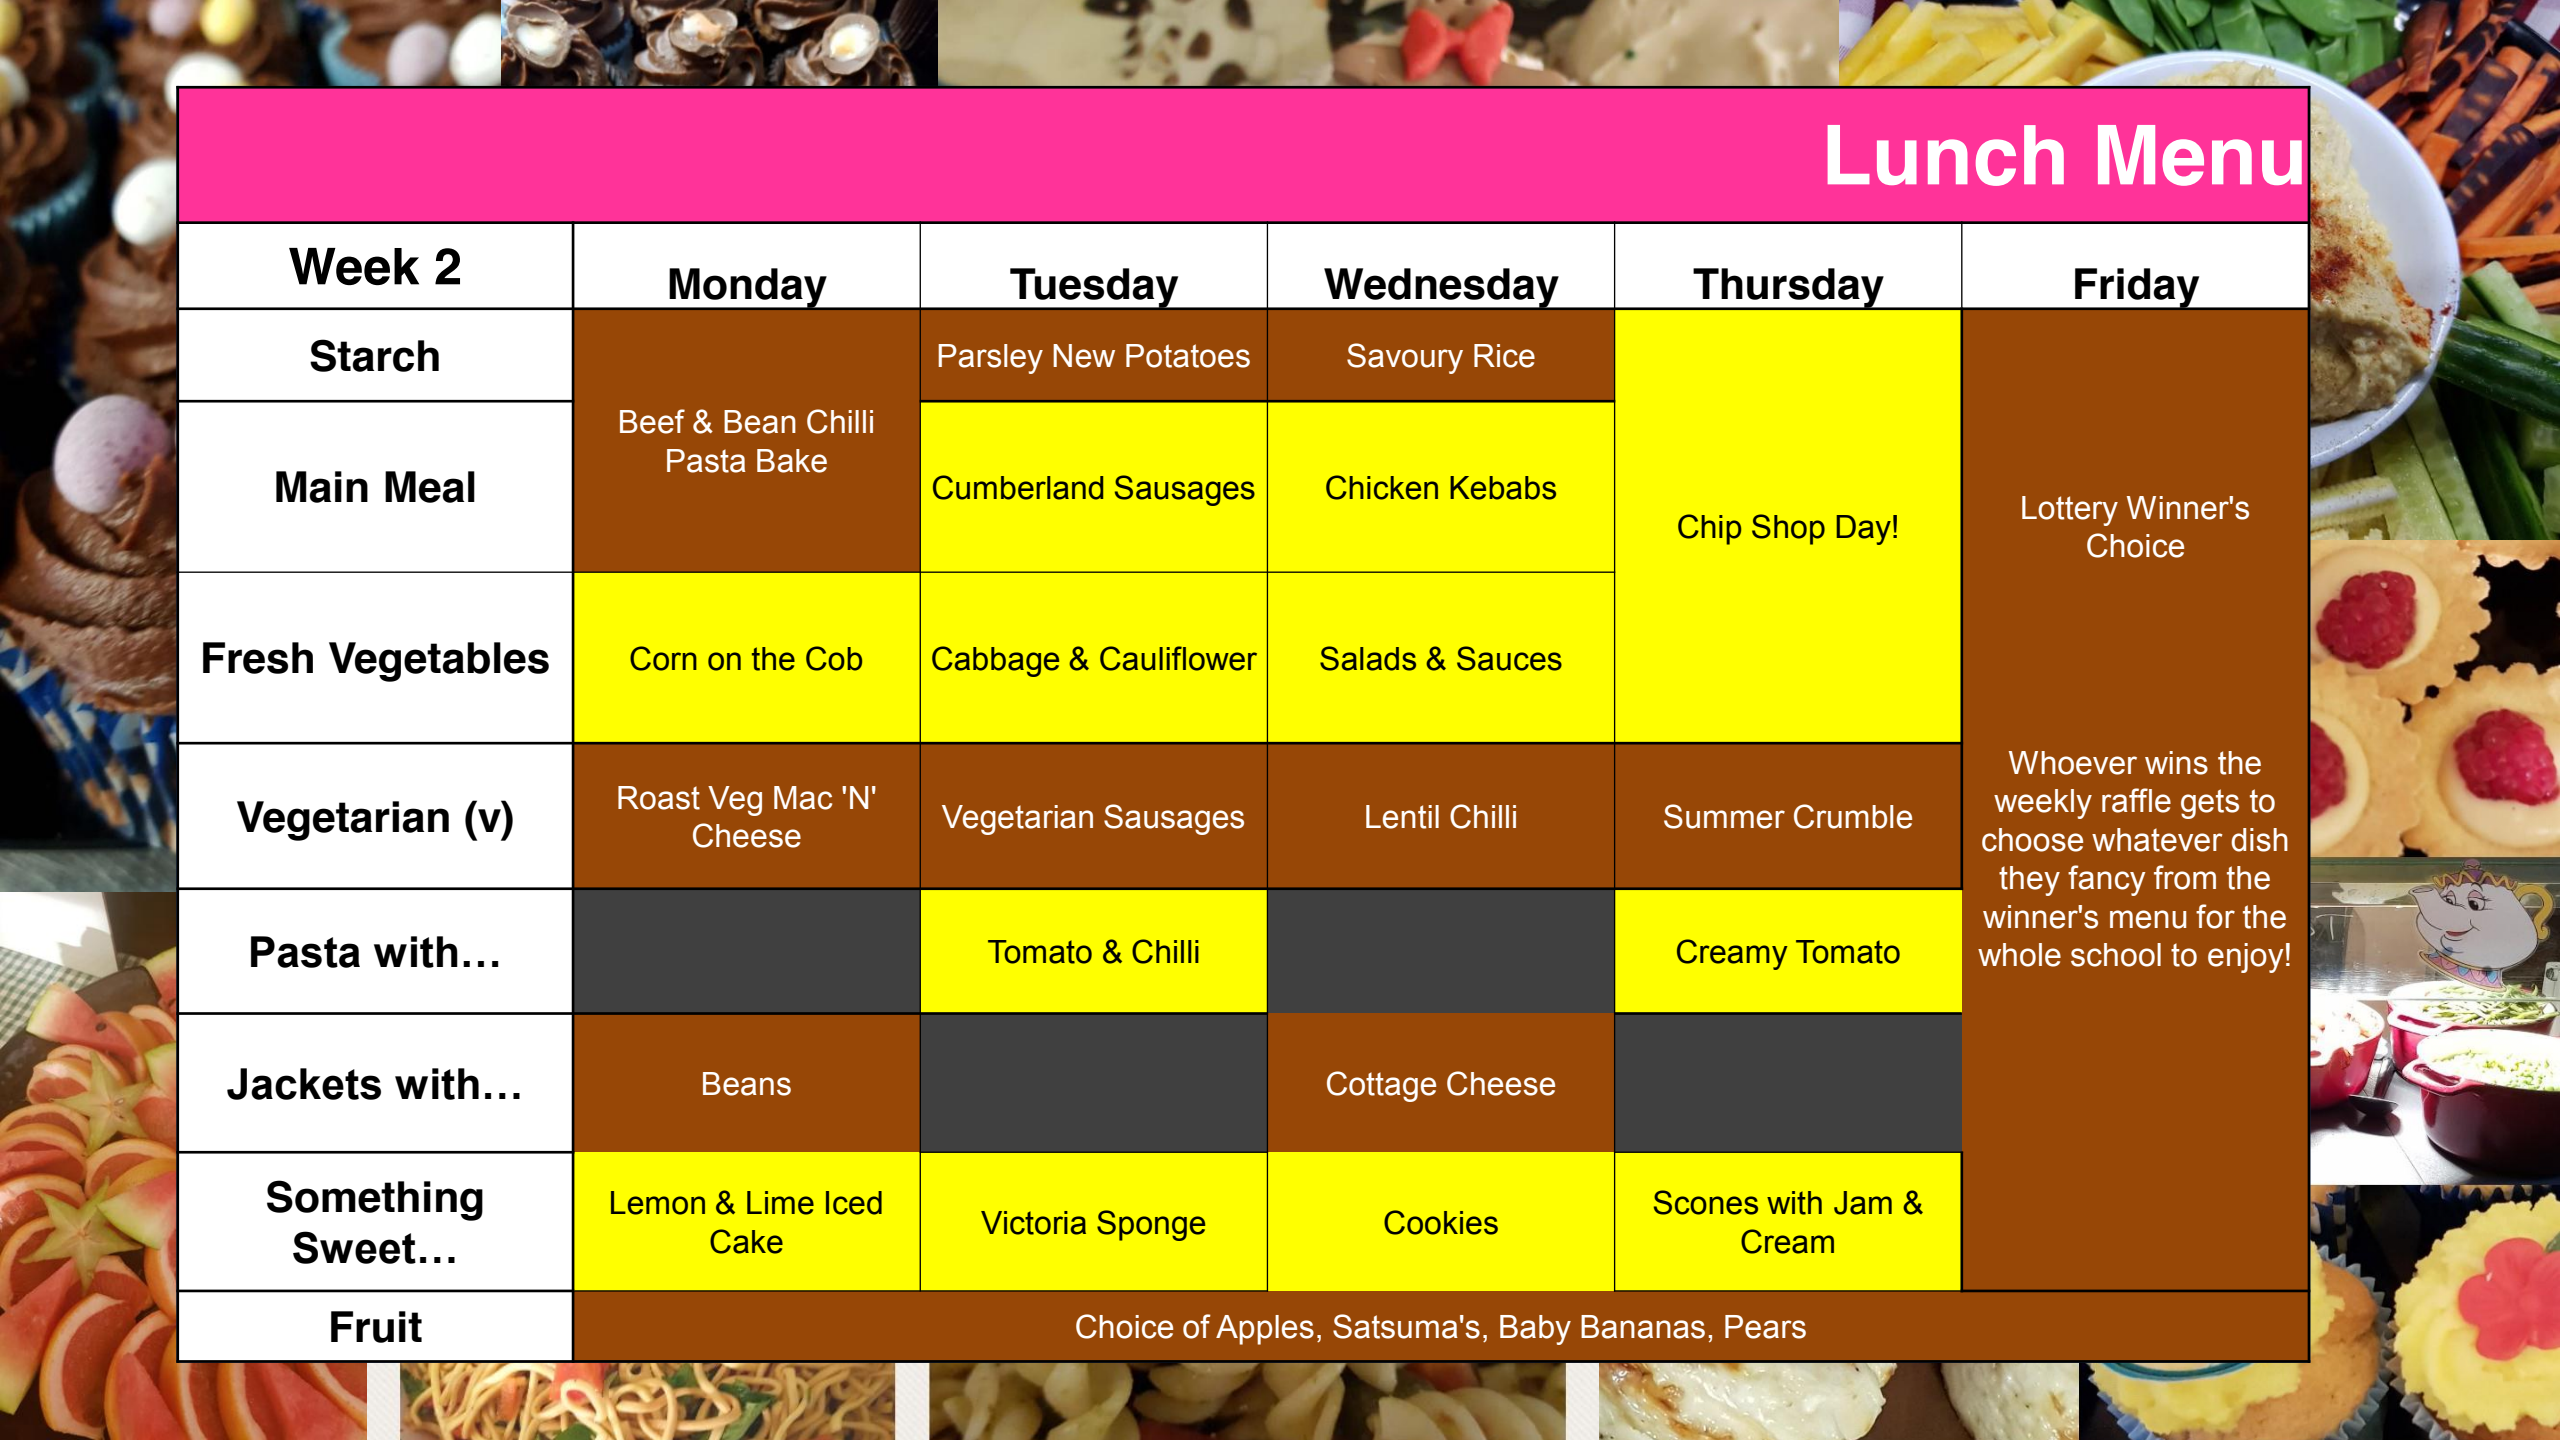 Lunch Menu
Week 2
Monday
Tuesday
Wednesday
Thursday
Friday
Starch
Beef & Bean Chilli
Pasta Bake
Parsley New Potatoes
Savoury Rice
Chip Shop Day!
Lottery Winner's
Choice
Main Meal
Cumberland Sausages
Chicken Kebabs
Fresh Vegetables
Corn on the Cob
Cabbage & Cauliflower
Salads & Sauces
Vegetarian (v)
Roast Veg Mac 'N'
Cheese
Vegetarian Sausages
Lentil Chilli
Summer Crumble
Whoever wins the
weekly raffle gets to
choose whatever dish
they fancy from the
winner's menu for the
whole school to enjoy!
Pasta with…
Tomato & Chilli
Creamy Tomato
Jackets with…
Beans
Cottage Cheese
Something
Sweet…
Lemon & Lime Iced
Cake
Victoria Sponge
Cookies
Scones with Jam &
Cream
Fruit
Choice of Apples, Satsuma's, Baby Bananas, Pears